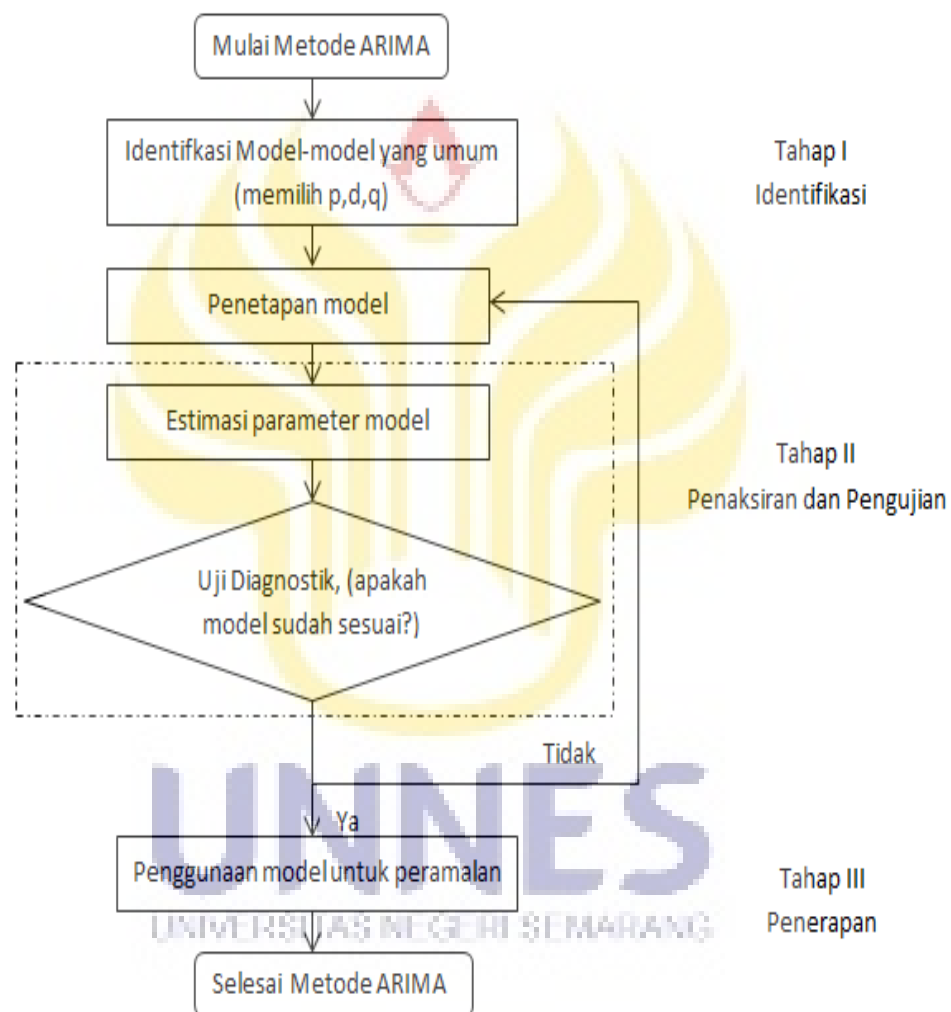 Mulai Metode ARIMA
Identifkasi Model-model yang umum
(memilih p,d,q)
Tahap I
Identifikasi
Penetapan model
Estimasi parameter model
Tahap II
Penaksiran dan Pengujian
Uji Diagnostik, (apakah
model sudah sesuai?)
Tidak
Ya
Penggunaan model untuk peramalan
Tahap III
Penerapan
Selesai Metode ARIMA
UNNES
UNIVERSITAS NEGERI SEMARANG